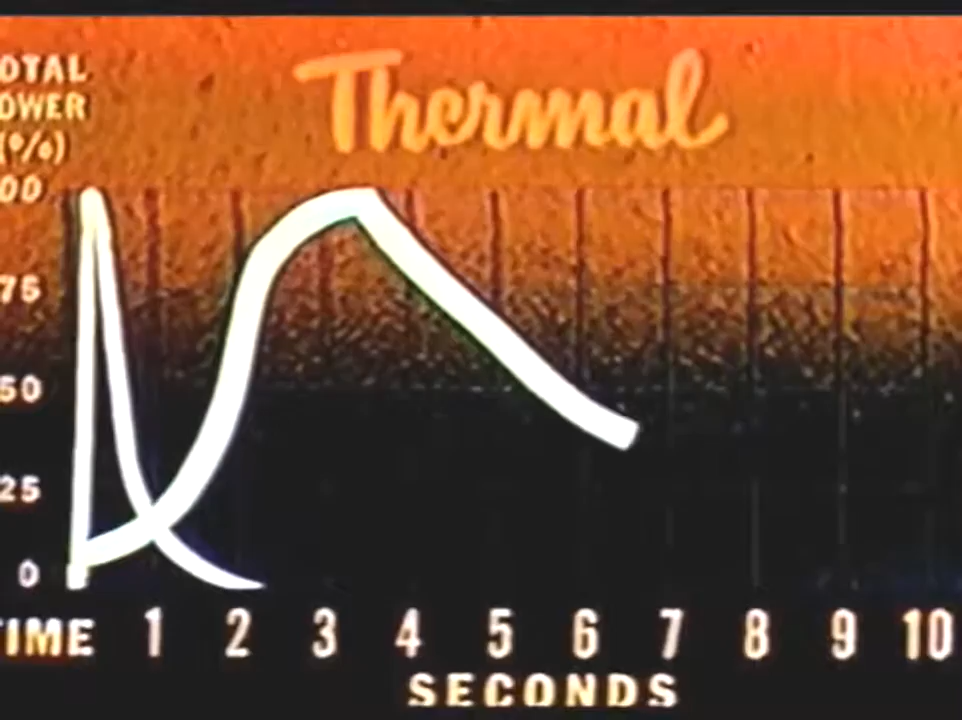 OTAL
OWER
(%)
Thermal
00
75
50
25
0
IME 1 2 3 4 5 6 7 8 9 10
SECONDS